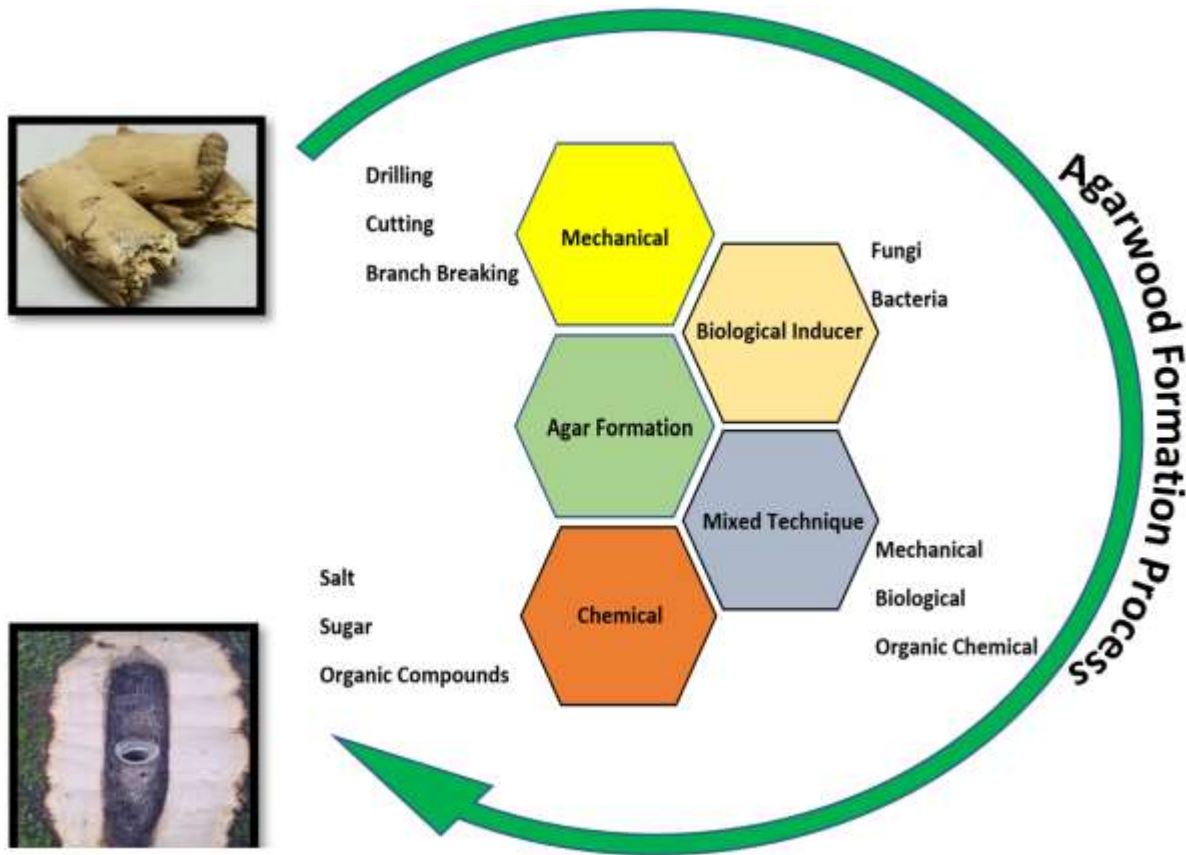 Drilling
Cutting
Branch Breaking
Mechanical
Fungi
Bacteria
Biological Inducer
Agar Formation
Mixed Technique
Mechanical
Biological
Organic Chemical
Salt
Sugar
Organic Compounds
Chemical
Agarwood Formation Process